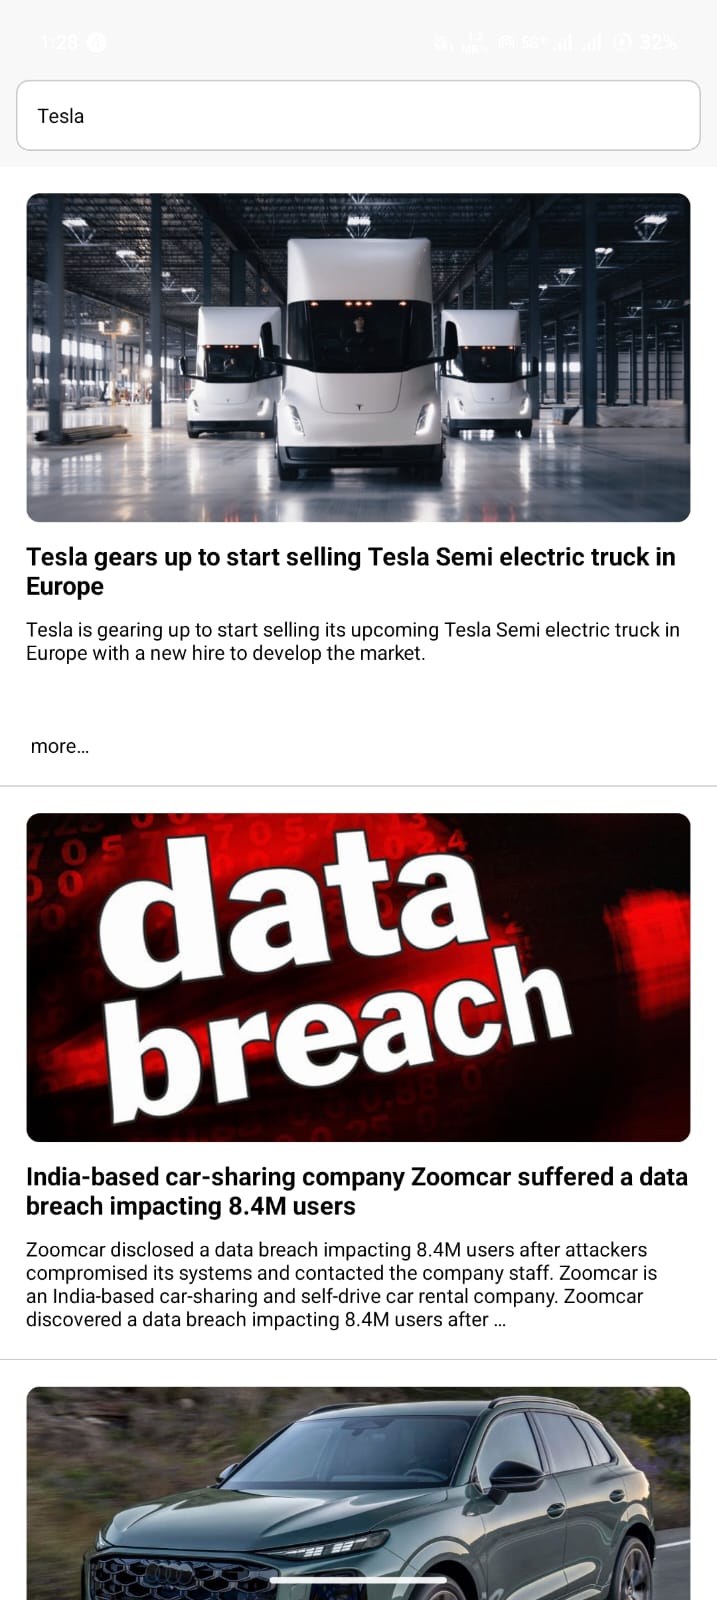 1:28
5G+ 32%
Tesla
Tesla gears up to start selling Tesla Semi electric truck in
Europe
Tesla is gearing up to start selling its upcoming Tesla Semi electric truck in
Europe with a new hire to develop the market.
more...
data
breach
India-based car-sharing company Zoomcar suffered a data
breach impacting 8.4M users
Zoomcar disclosed a data breach impacting 8.4M users after attackers
compromised its systems and contacted the company staff. Zoomcar is
an India-based car-sharing and self-drive car rental company. Zoomcar
discovered a data breach impacting 8.4M users after ...